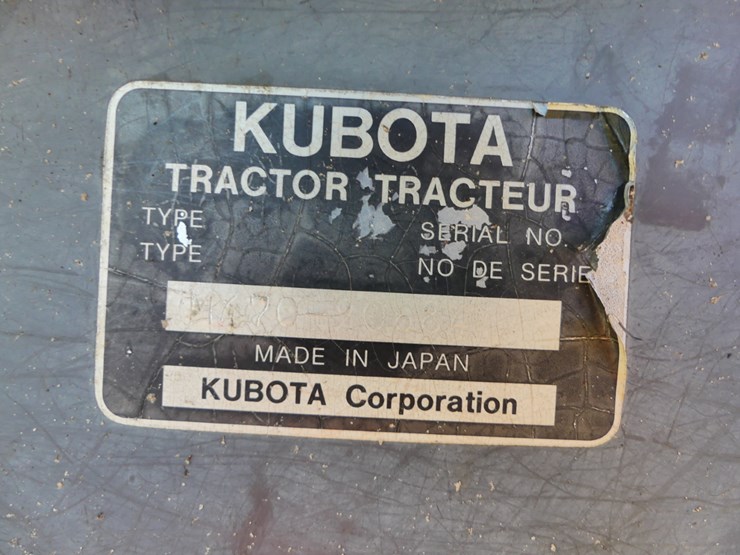 KUBOTA
TRACTOR TRACTEUR
TYPE SERIAL NO.
TYPE NO DE SERIE
MADE IN JAPAN
KUBOTA Corporation